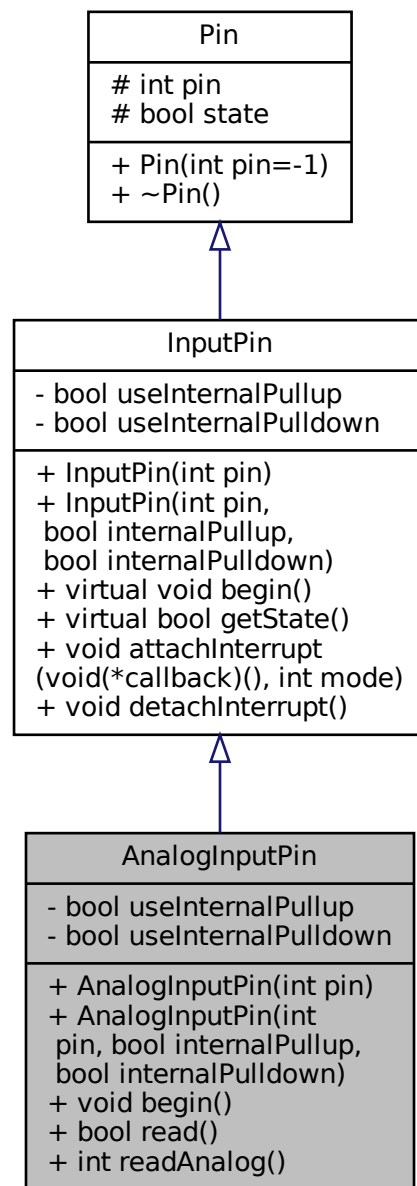 Pin
# int pin
# bool state
+ Pin(int pin=-1)
+ ~Pin()
InputPin
- bool useInternalPullup
- bool useInternalPulldown
+ InputPin(int pin)
+ InputPin(int pin,
bool internalPullup,
bool internalPulldown)
+ virtual void begin()
+ virtual bool getState()
+ void attachInterrupt
(void(*callback)(), int mode)
+ void detachInterrupt()
AnalogInputPin
- bool useInternalPullup
- bool useInternalPulldown
+ AnalogInputPin(int pin)
+ AnalogInputPin(int
pin, bool internalPullup,
bool internalPulldown)
+ void begin()
+ bool read()
+ int readAnalog()